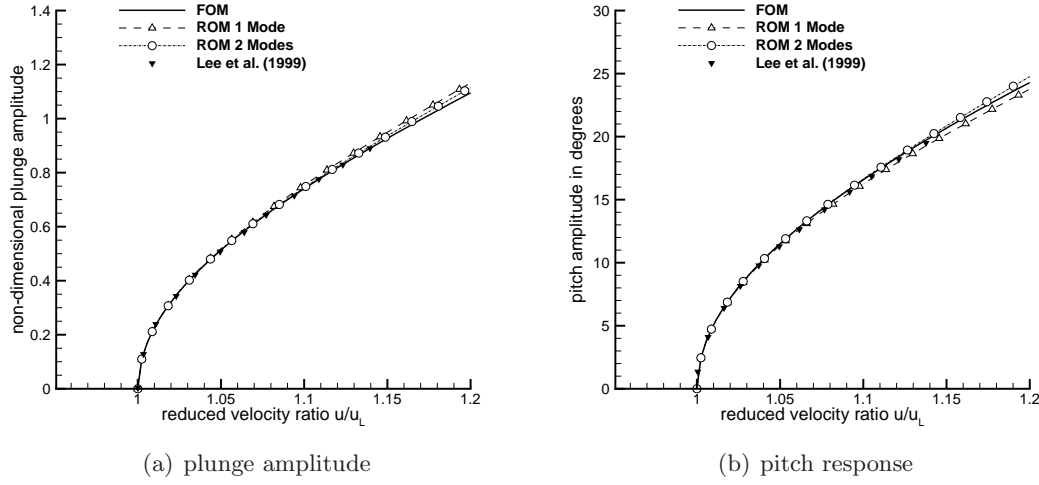 FOM
ROM 1 Mode
ROM 2 Modes
Lee et al. (1999)
non-dimensional plunge amplitude
1.4
1.2
1
0.8
0.6
0.4
0.2
0
1
1.05
1.1
1.15
1.2
reduced velocity ratio u/uL
(a) plunge amplitude
FOM
ROM 1 Mode
ROM 2 Modes
Lee et al. (1999)
pitch amplitude in degrees
30
25
20
15
10
5
0
1
1.05
1.1
1.15
1.2
reduced velocity ratio u/uL
(b) pitch response